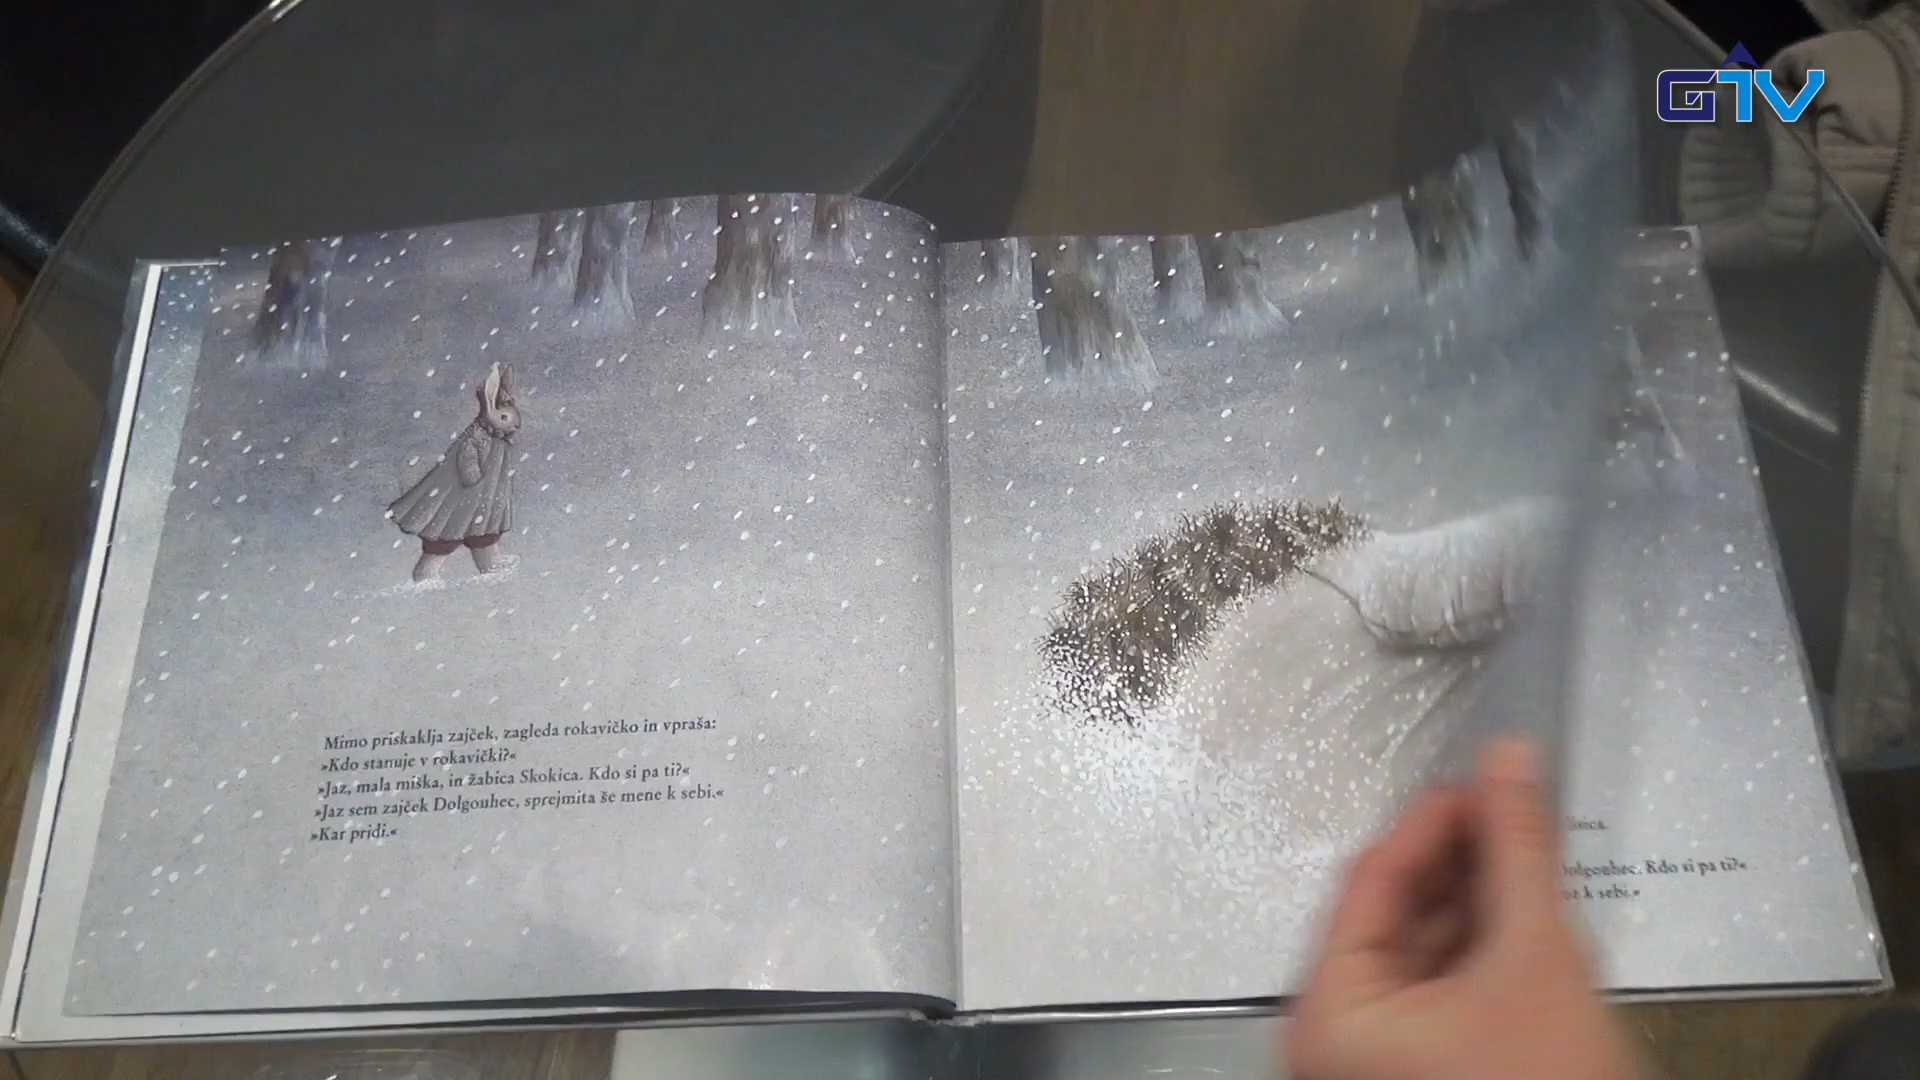 GTV
Mimo priskaklja zajček, zagleda rokavičko in vpraša:
»Kdo stanuje v rokavički?«
»Jaz, mala miška, in žabica Skokica. Kdo si pa ti?«
»Jaz sem zajček Dolgouhec, sprejmita še mene k sebi.«
»Kar pridi.«
Dolgouhec. Kdo si pa ti?«
k sebi.«